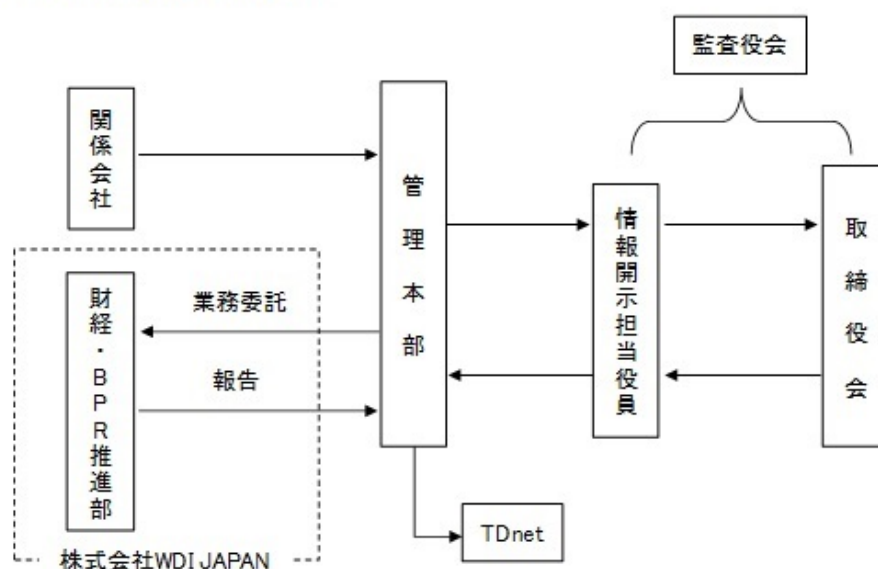 監査役会
関係会社
管理本部
情報開示担当役員
取締役会
財経・BPR推進部
業務委託
報告
TDnet
株式会社WDI JAPAN